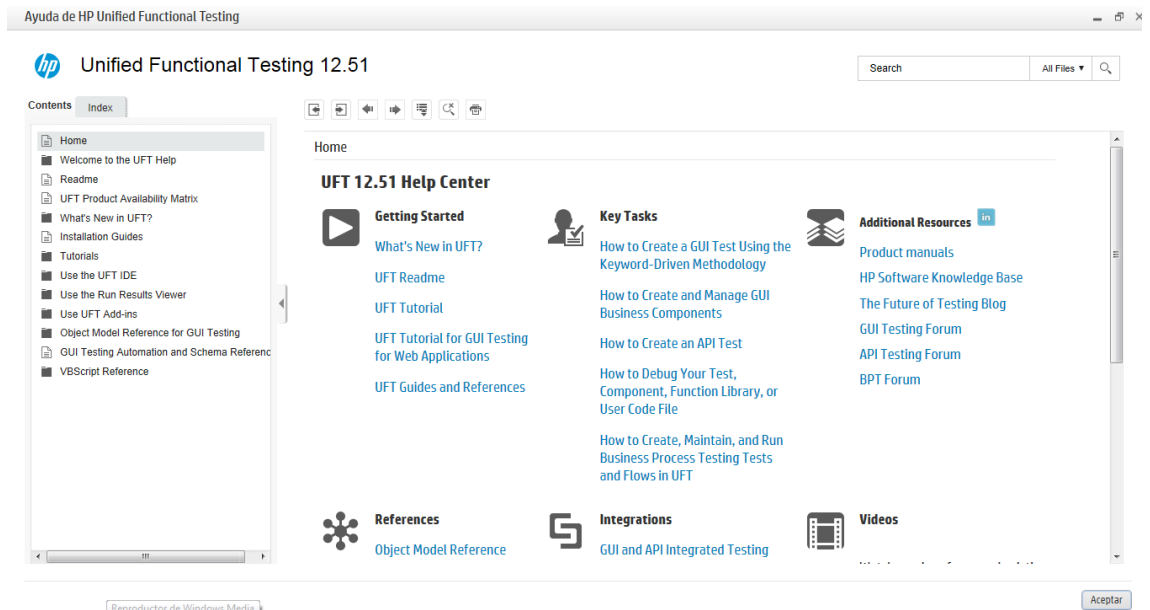 Ayuda de HP Unified Functional Testing
hp
Unified Functional Testing 12.51
Search
All Files
Contents
Index
Home
Welcome to the UFT Help
Readme
UFT Product Availability Matrix
What's New in UFT?
Installation Guides
Tutorials
Use the UFT IDE
Use the Run Results Viewer
Use UFT Add-ins
Object Model Reference for GUI Testing
GUI Testing Automation and Schema Referenc
VBScript Reference
Home
UFT 12.51 Help Center
Getting Started
What's New in UFT?
UFT Readme
UFT Tutorial
UFT Tutorial for GUI Testing
for Web Applications
UFT Guides and References
Key Tasks
How to Create a GUI Test Using the
Keyword-Driven Methodology
How to Create and Manage GUI
Business Components
How to Create an API Test
How to Debug Your Test,
Component, Function Library, or
User Code File
How to Create, Maintain, and Run
Business Process Testing Tests
and Flows in UFT
Additional Resources
in
Product manuals
HP Software Knowledge Base
The Future of Testing Blog
GUI Testing Forum
API Testing Forum
BPT Forum
References
Object Model Reference
Integrations
GUI and API Integrated Testing
Videos
Aceptar
Reproductor de Windows Media